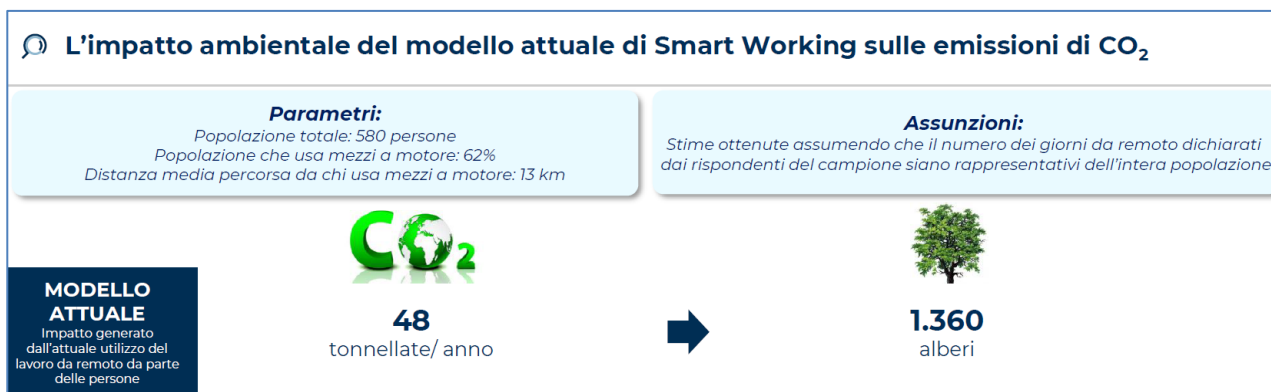 L'impatto ambientale del modello attuale di Smart Working sulle emissioni di CO₂
Parametri:
Popolazione totale: 580 persone
Popolazione che usa mezzi a motore: 62%
Distanza media percorsa da chi usa mezzi a motore: 13 km
Assunzioni:
Stime ottenute assumendo che il numero dei giorni da remoto dichiarati
dai rispondenti del campione siano rappresentativi dell'intera popolazione
CO2
MODELLO
ATTUALE
Impatto generato
dall'attuale utilizzo del
lavoro da remoto da parte
delle persone
48
tonnellate/ anno
1.360
alberi